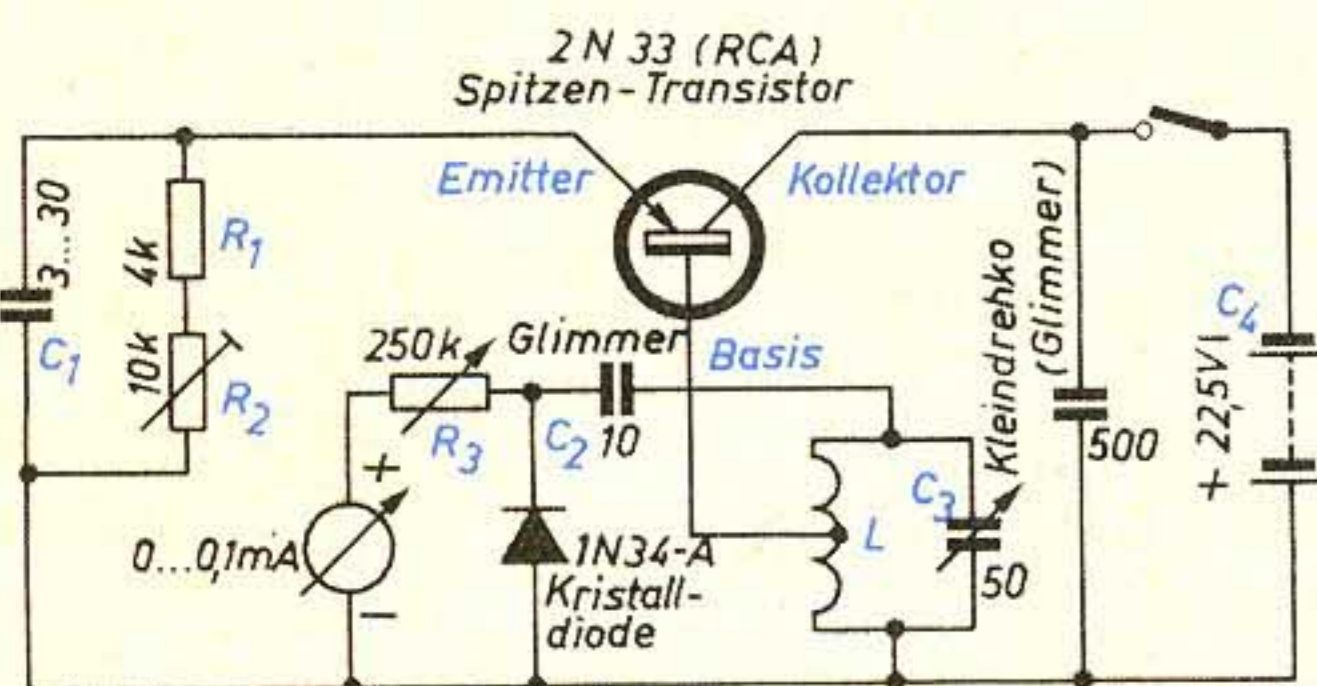 2 N 33 (RCA)
Spitzen-Transistor
Emitter
Kollektor
3...30
C1
4k
R1
10k
R2
250k
R3
Glimmer
C2
10
Basis
+
0...0,1mA
−
1N34-A
Kristall-
diode
L
C3
50
Kleindrehko
(Glimmer)
500
C4
+ 22,5V